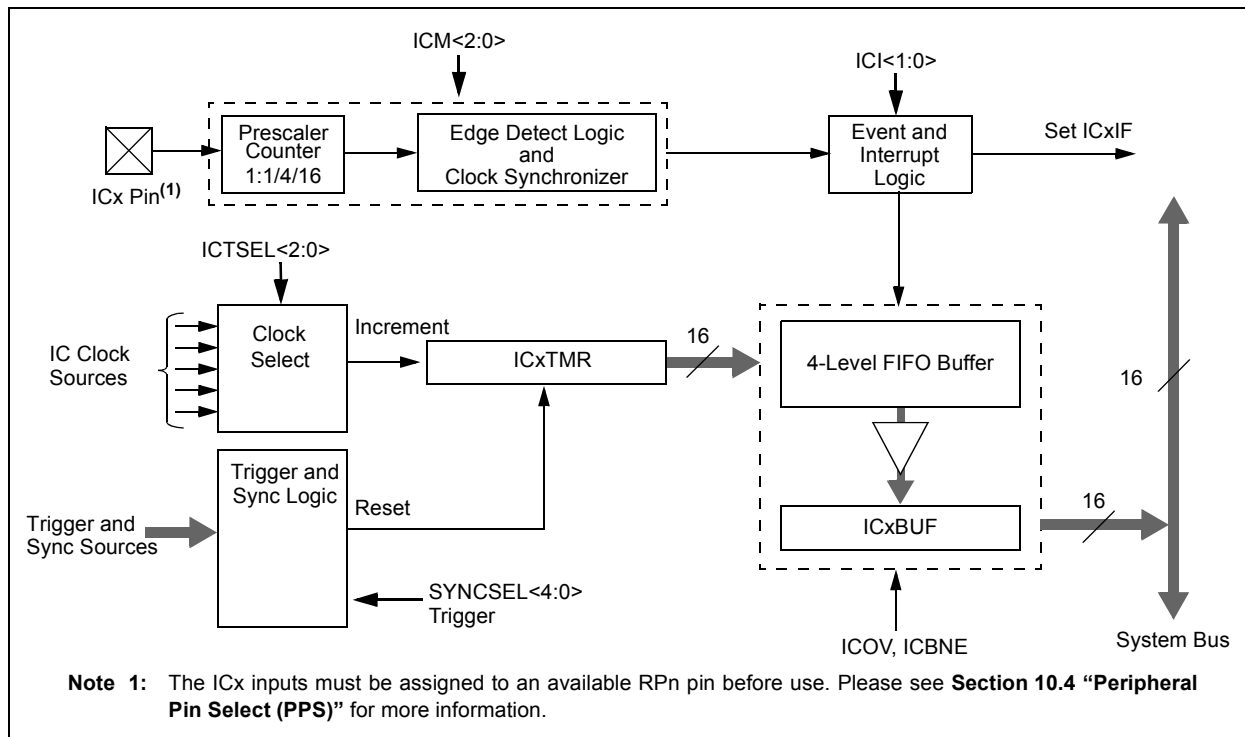 ICM<2:0>
ICI<1:0>
Prescaler
Counter
1:1/4/16
Edge Detect Logic
and
Clock Synchronizer
Event and
Interrupt
Logic
Set ICxIF
ICx Pin(1)
ICTSEL<2:0>
IC Clock
Sources
Clock
Select
Increment
ICxTMR
16
4-Level FIFO Buffer
16
Trigger and
Sync Logic
Reset
Trigger and
Sync Sources
ICxBUF
16
SYNCSEL<4:0>
Trigger
ICOV, ICBNE
System Bus
Note 1: The ICx inputs must be assigned to an available RPn pin before use. Please see Section 10.4 “Peripheral
Pin Select (PPS)” for more information.